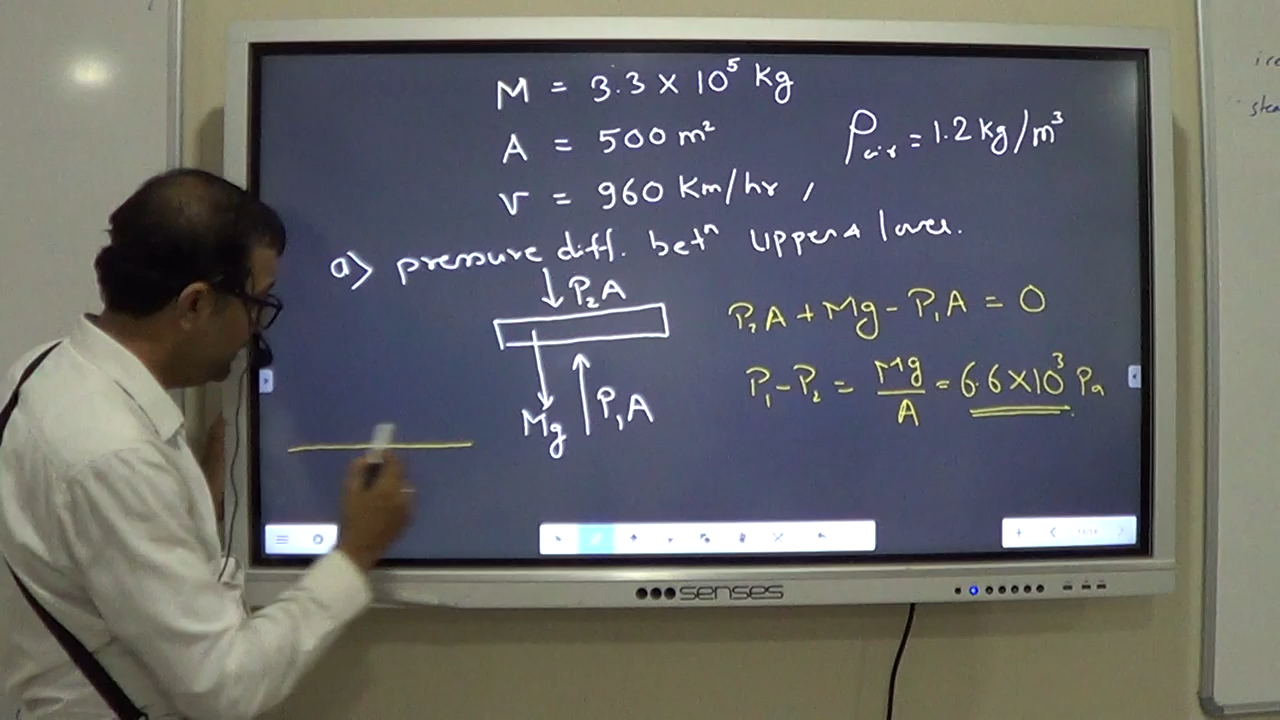 M = 3.3 × 10⁵ kg
A = 500 m²
ρair = 1.2 kg/m³
v = 960 Km/hr,
a) pressure diff. betⁿ upper & lower.
P₂A
P₂A + Mg - P₁A = 0
P₁ - P₂ = Mg/A = 6.6 × 10³ Pa
Mg
P₁A
senses